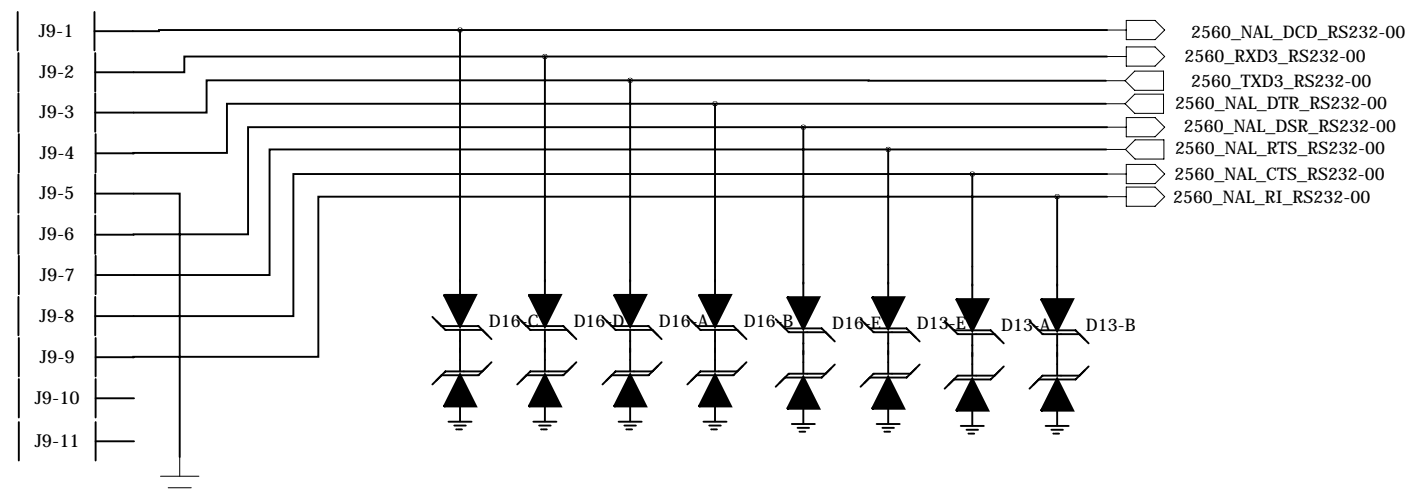 J9-1
J9-2
J9-3
J9-4
J9-5
J9-6
J9-7
J9-8
J9-9
J9-10
J9-11
2560_NAL_DCD_RS232-00
2560_RXD3_RS232-00
2560_TXD3_RS232-00
2560_NAL_DTR_RS232-00
2560_NAL_DSR_RS232-00
2560_NAL_RTS_RS232-00
2560_NAL_CTS_RS232-00
2560_NAL_RI_RS232-00
D16-C D16-D D16-A D16-B D16-E D13-E D13-A D13-B